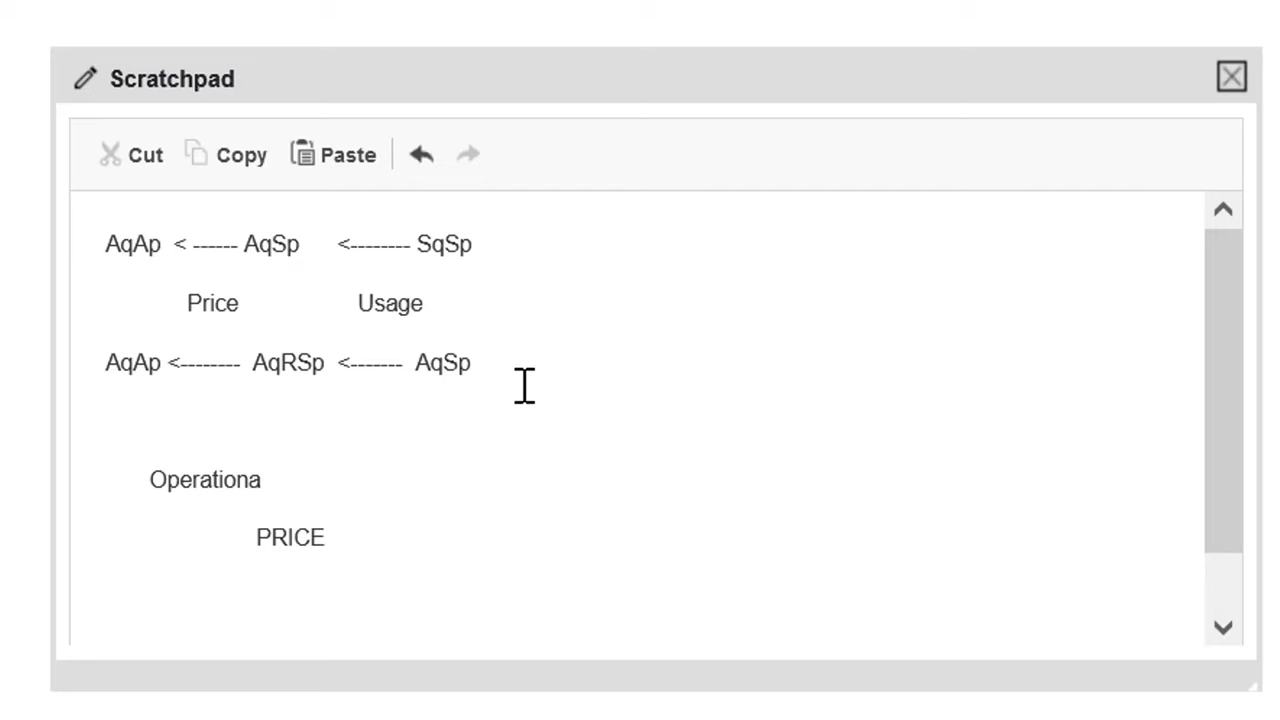 Scratchpad
Cut Copy Paste
AqAp < ------ AqSp <-------- SqSp
Price Usage
AqAp <-------- AqRSp <------- AqSp
Operationa
PRICE